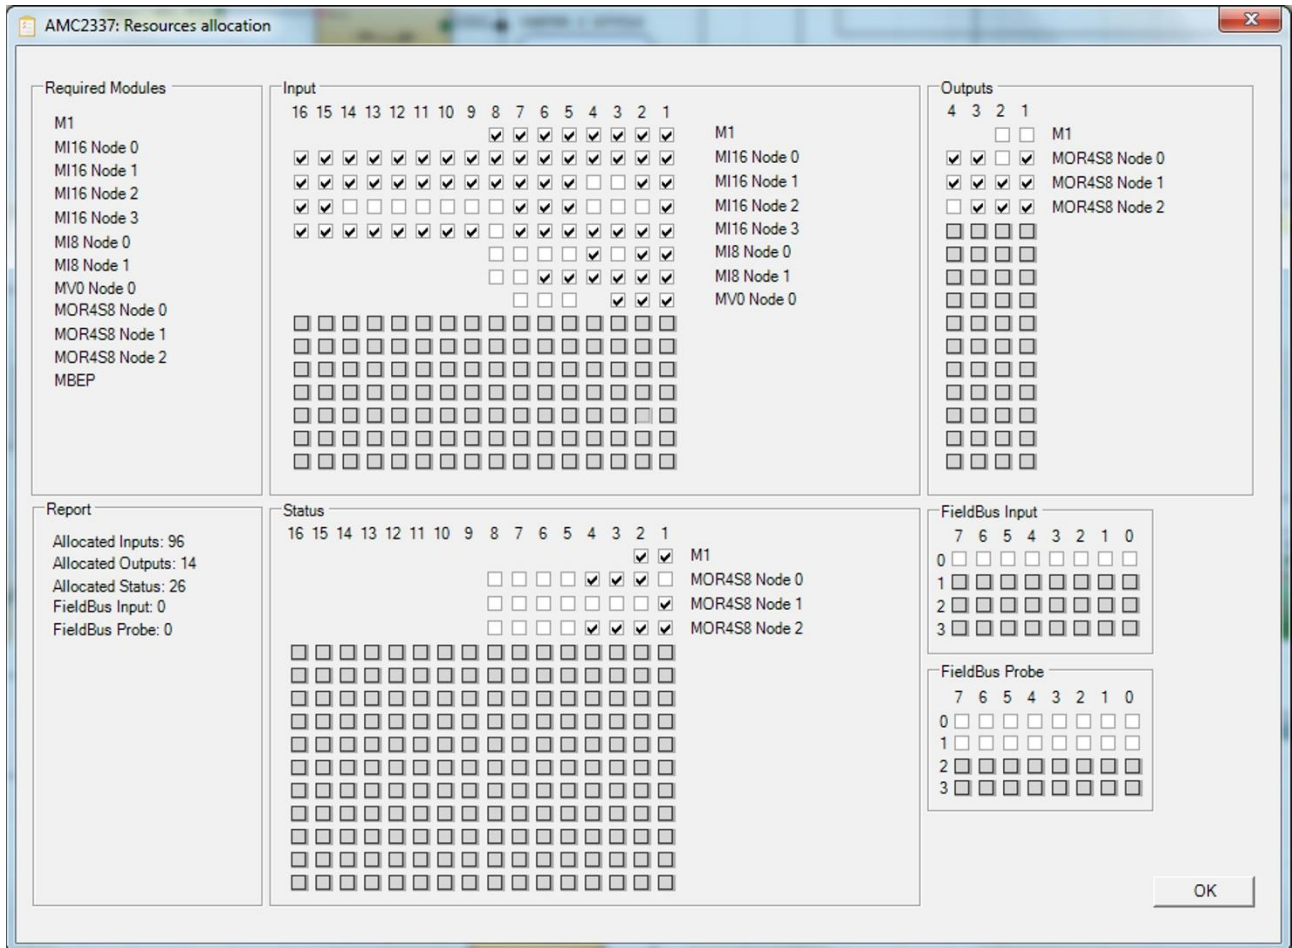 AMC2337: Resources allocation
x
Required Modules
M1
MI16 Node 0
MI16 Node 1
MI16 Node 2
MI16 Node 3
MI8 Node 0
MI8 Node 1
MV0 Node 0
MOR4S8 Node 0
MOR4S8 Node 1
MOR4S8 Node 2
MBEP
Input
16 15 14 13 12 11 10 9 8 7 6 5 4 3 2 1
M1
MI16 Node 0
MI16 Node 1
MI16 Node 2
MI16 Node 3
MI8 Node 0
MI8 Node 1
MV0 Node 0
Outputs
4 3 2 1
M1
MOR4S8 Node 0
MOR4S8 Node 1
MOR4S8 Node 2
Report
Allocated Inputs: 96
Allocated Outputs: 14
Allocated Status: 26
FieldBus Input: 0
FieldBus Probe: 0
Status
16 15 14 13 12 11 10 9 8 7 6 5 4 3 2 1
M1
MOR4S8 Node 0
MOR4S8 Node 1
MOR4S8 Node 2
FieldBus Input
7 6 5 4 3 2 1 0
0
1
2
3
FieldBus Probe
7 6 5 4 3 2 1 0
0
1
2
3
OK